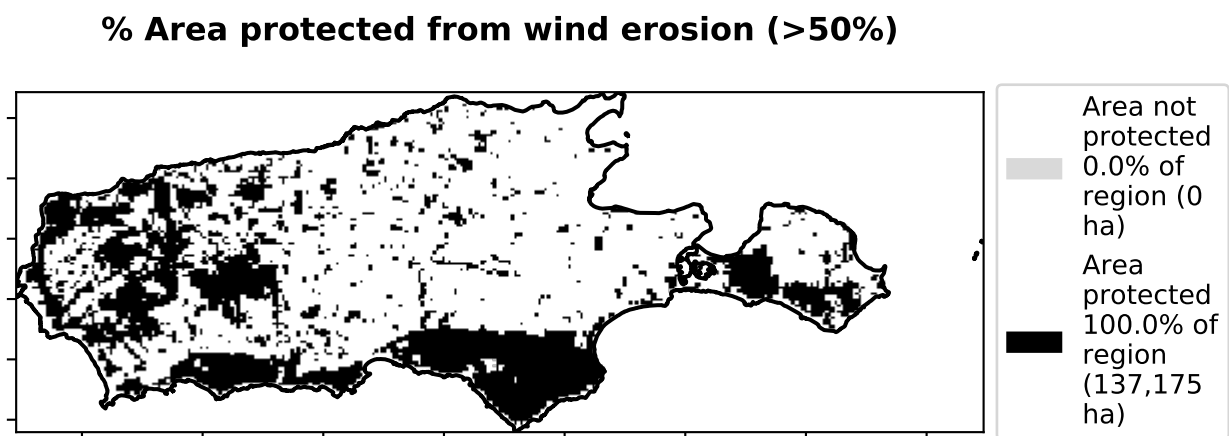 % Area protected from wind erosion (>50%)
Area not
protected
0.0% of
region (0
ha)
Area
protected
100.0% of
region
(137,175
ha)